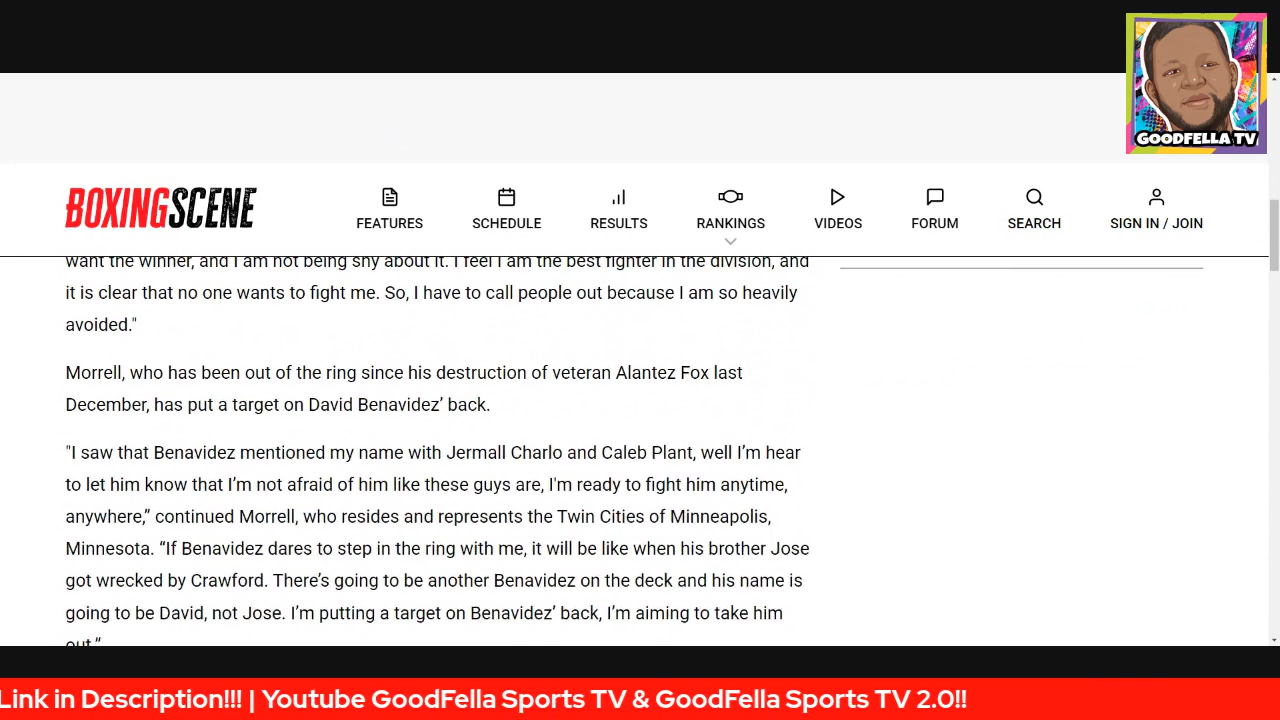 GOODFELLA TV
BOXINGSCENE
FEATURES
SCHEDULE
RESULTS
RANKINGS
VIDEOS
FORUM
SEARCH
SIGN IN / JOIN
want the winner, and I am not being shy about it. I feel I am the best fighter in the division, and
it is clear that no one wants to fight me. So, I have to call people out because I am so heavily
avoided."
Morrell, who has been out of the ring since his destruction of veteran Alantez Fox last
December, has put a target on David Benavidez’ back.
"I saw that Benavidez mentioned my name with Jermall Charlo and Caleb Plant, well I’m hear
to let him know that I’m not afraid of him like these guys are, I'm ready to fight him anytime,
anywhere,” continued Morrell, who resides and represents the Twin Cities of Minneapolis,
Minnesota. “If Benavidez dares to step in the ring with me, it will be like when his brother Jose
got wrecked by Crawford. There’s going to be another Benavidez on the deck and his name is
going to be David, not Jose. I’m putting a target on Benavidez’ back, I’m aiming to take him
out.“
Link in Description!!! | Youtube GoodFella Sports TV & GoodFella Sports TV 2.0!!